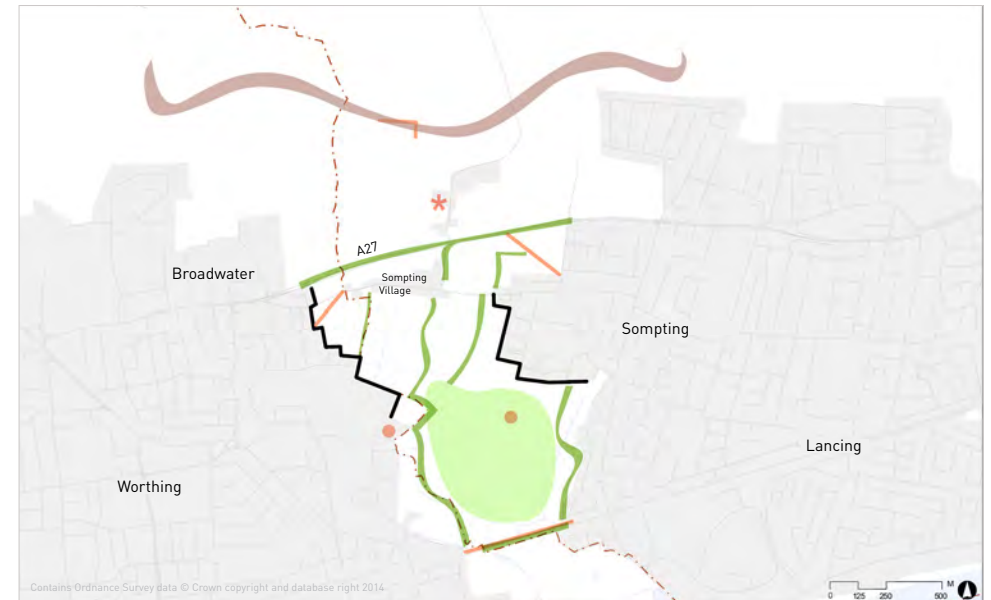 A27
Broadwater
Sompting
Village
Sompting
Lancing
Worthing
Contains Ordnance Survey data © Crown copyright and database right 2014
M
0 125 250 500